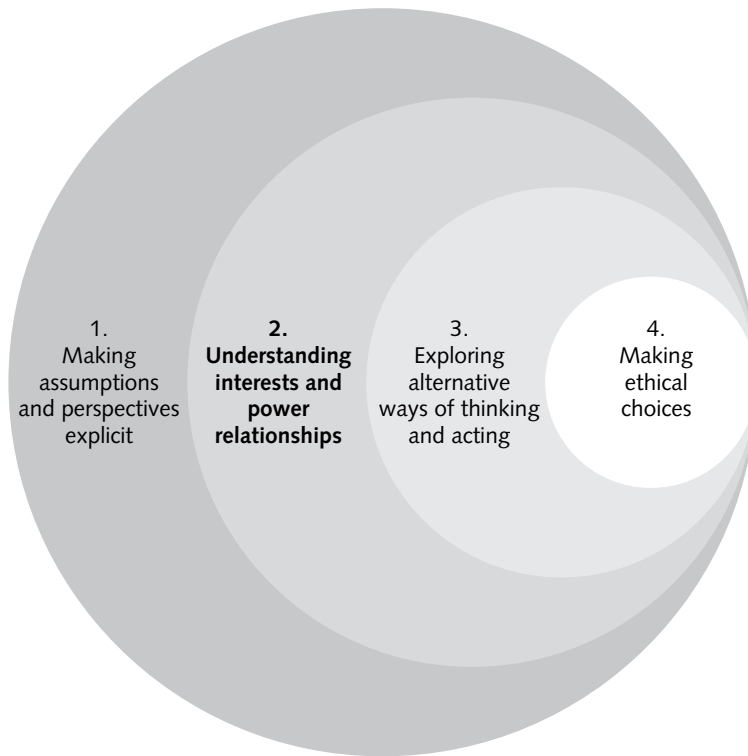 1.
Making
assumptions
and perspectives
explicit
2.
Understanding
interests and
power
relationships
3.
Exploring
alternative
ways of thinking
and acting
4.
Making
ethical
choices